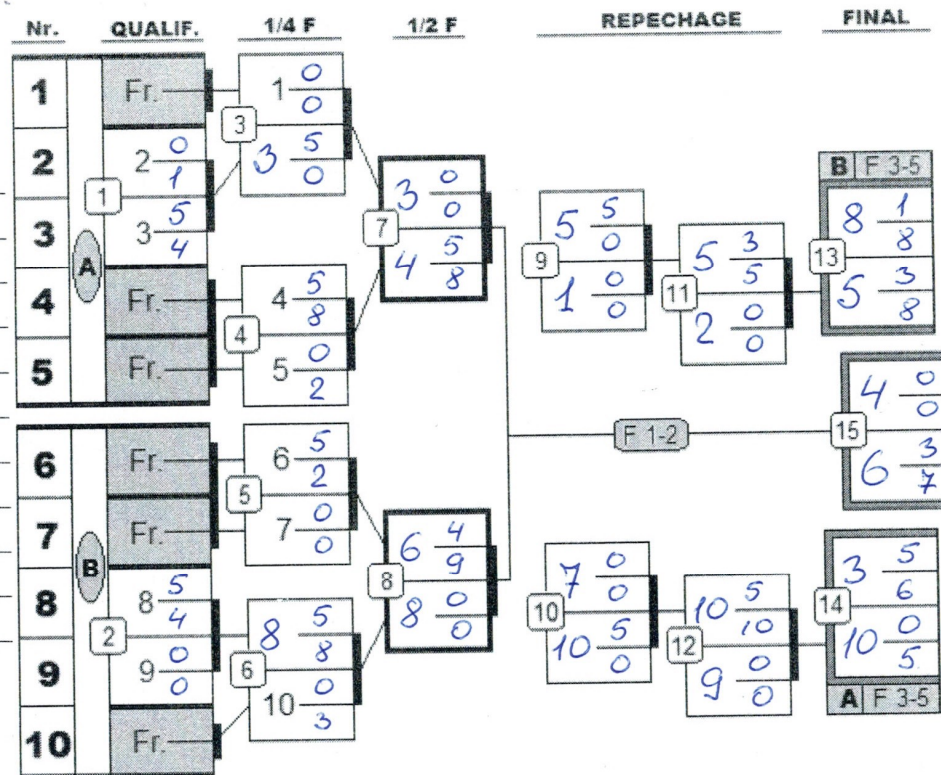 Nr. QUALIF. 1/4 F 1/2 F REPECHAGE FINAL
1 Fr. 1 0 0
3
2 2 0 1 3 5 0
1
3 3 5 4
A
4 Fr. 4 5 8
4
5 Fr. 5 0 2
3 0 0
7
4 5 8
5 5 0
9
1 0 0
5 3 5
11
2 0 0
B F 3-5
8 1 8
13
5 3 8
F 1-2
4 0 0
15
6 3 7
6 Fr. 6 5 2
5
7 Fr. 7 0 0
B
8 8 5 4 8 5 8
2 6
9 9 0 0 10 0 3
10 Fr.
6 4 9
8
8 0 0
7 0 0
10
10 5 0
10 5 10
12
9 0 0
3 5 6
14
10 0 5
A F 3-5